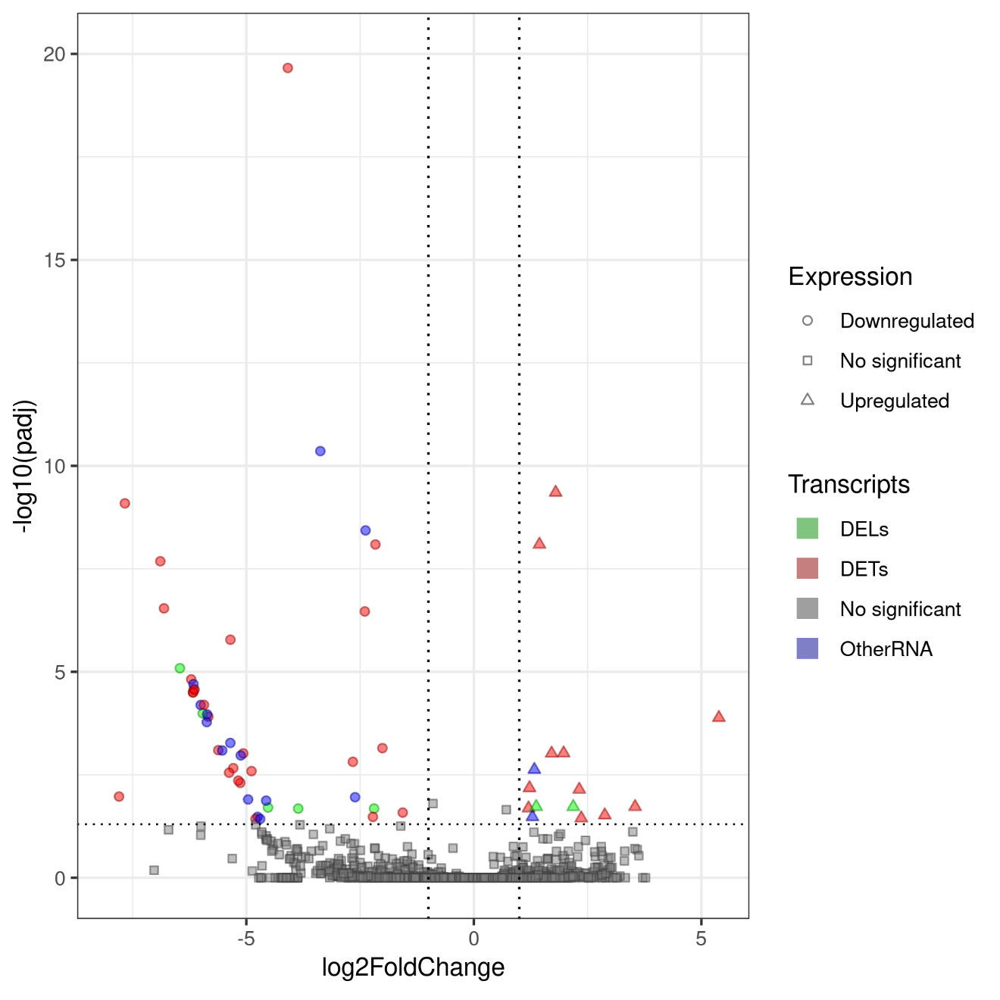 20
15
10
5
0
-5
0
5
-log10(padj)
log2FoldChange
Expression
Downregulated
No significant
Upregulated
Transcripts
DELs
DETs
No significant
OtherRNA